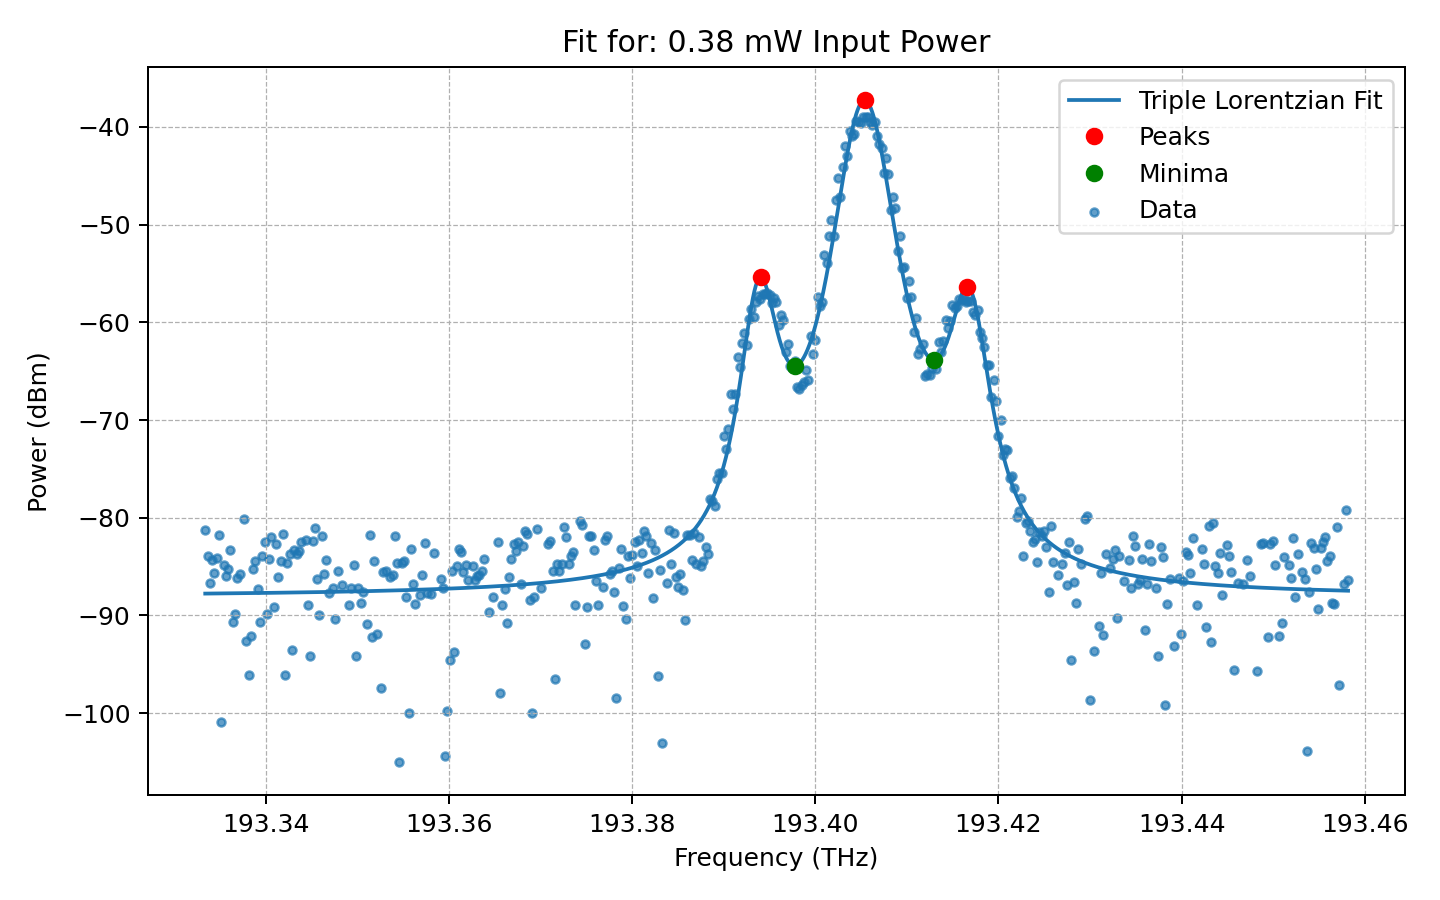 Fit for: 0.38 mW Input Power
Triple Lorentzian Fit
Peaks
Minima
Data
Power (dBm)
−40
−50
−60
−70
−80
−90
−100
193.34 193.36 193.38 193.40 193.42 193.44 193.46
Frequency (THz)